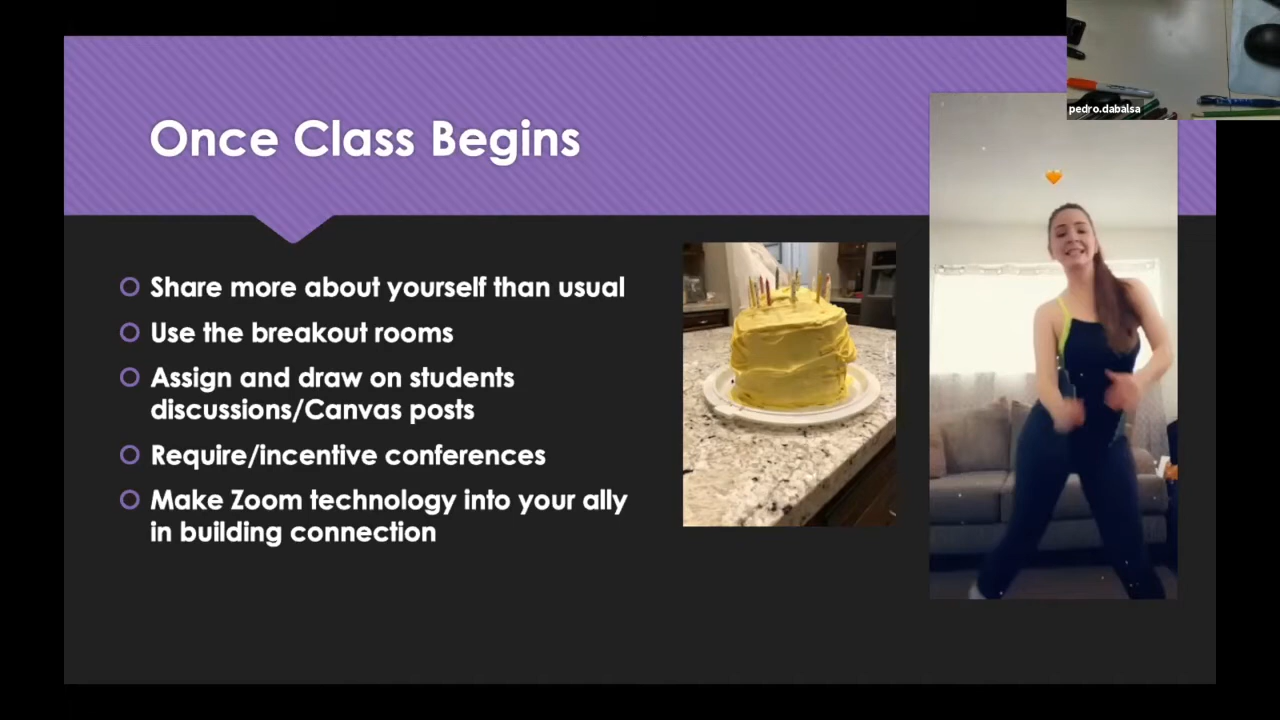 pedro.dabalsa
Once Class Begins
Share more about yourself than usual
Use the breakout rooms
Assign and draw on students
discussions/Canvas posts
Require/incentive conferences
Make Zoom technology into your ally
in building connection